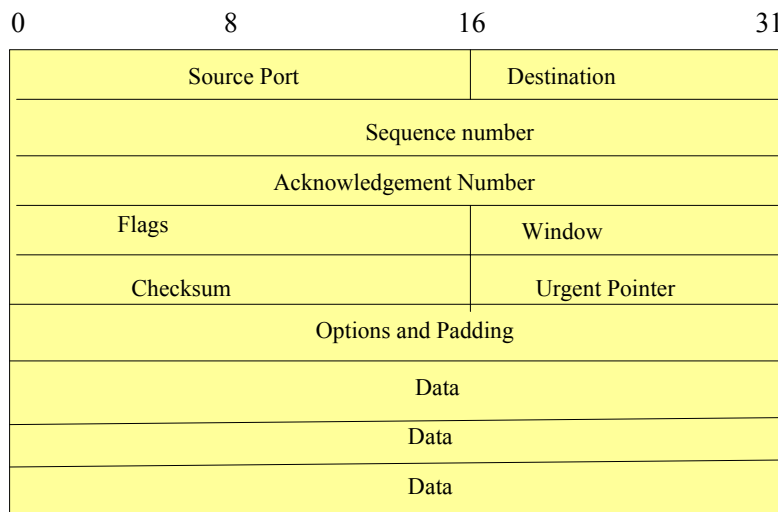 0 8 16 31
Source Port Destination
Sequence number
Acknowledgement Number
Flags Window
Checksum Urgent Pointer
Options and Padding
Data
Data
Data